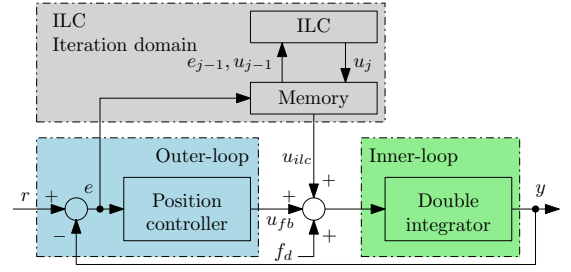 ILC
Iteration domain
ILC
e_{j-1}, u_{j-1}
u_j
Memory
Outer-loop
u_{ilc}
Inner-loop
r
+
e
Position
controller
+
+
Double
integrator
y
−
u_{fb}
f_d
+